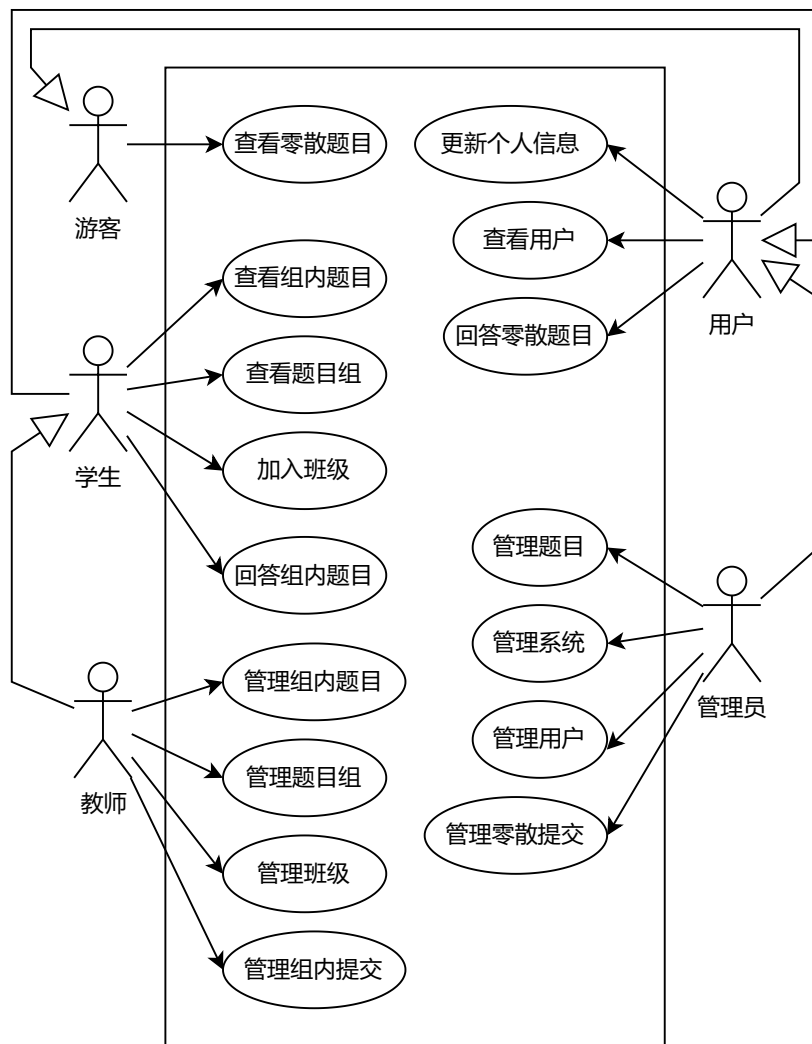 查看零散题目
更新个人信息
游客
查看用户
查看组内题目
用户
回答零散题目
查看题目组
学生
加入班级
管理题目
回答组内题目
管理系统
管理组内题目
管理员
管理用户
管理题目组
教师
管理零散提交
管理班级
管理组内提交